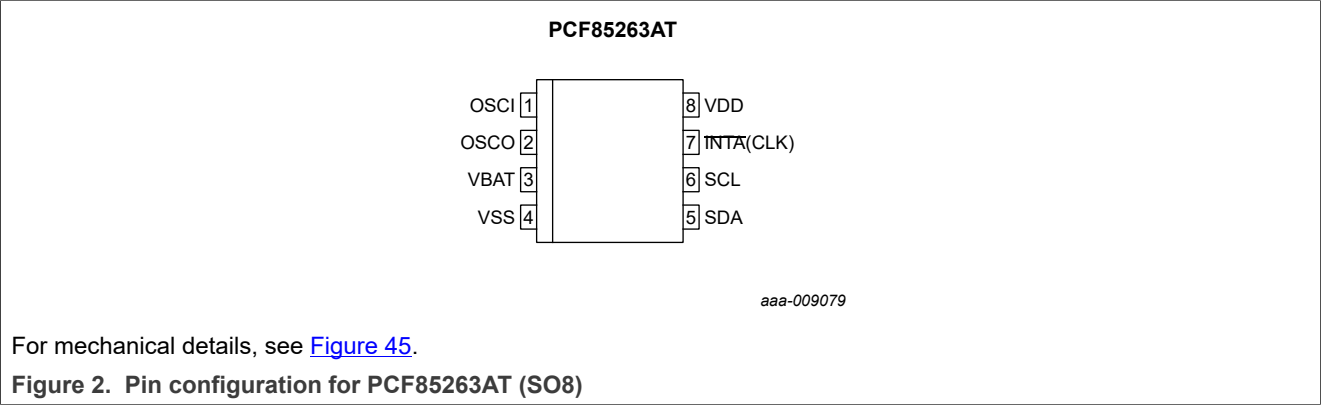 PCF85263AT
OSCI 1
8 VDD
OSCO 2
7 INTA(CLK)
VBAT 3
6 SCL
VSS 4
5 SDA
aaa-009079
For mechanical details, see Figure 45.
Figure 2. Pin configuration for PCF85263AT (SO8)